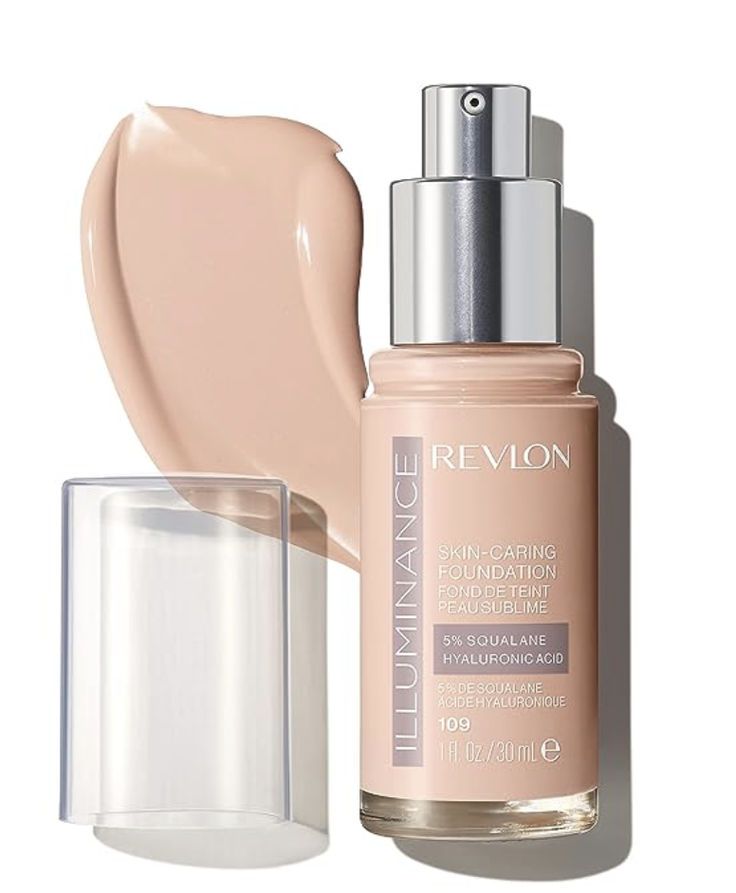 REVLON
ILLUMINANCE
SKIN-CARING
FOUNDATION
FOND DE TEINT
PEAU SUBLIME
5% SQUALANE
HYALURONIC ACID
5% DE SQUALANE
ACIDE HYALURONIQUE
109
1 Fl. Oz./30 mL ℮